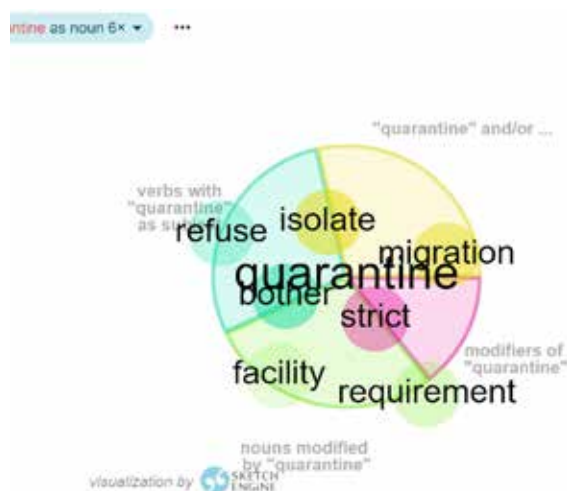 ntine as noun 6× ...
"quarantine" and/or ...
verbs with
"quarantine"
as subje
refuse
isolate
migration
quarantine
bother
strict
facility
requirement
modifiers of
"quarantine"
nouns modified
by "quarantine"
visualization by SKETCH
ENGINE